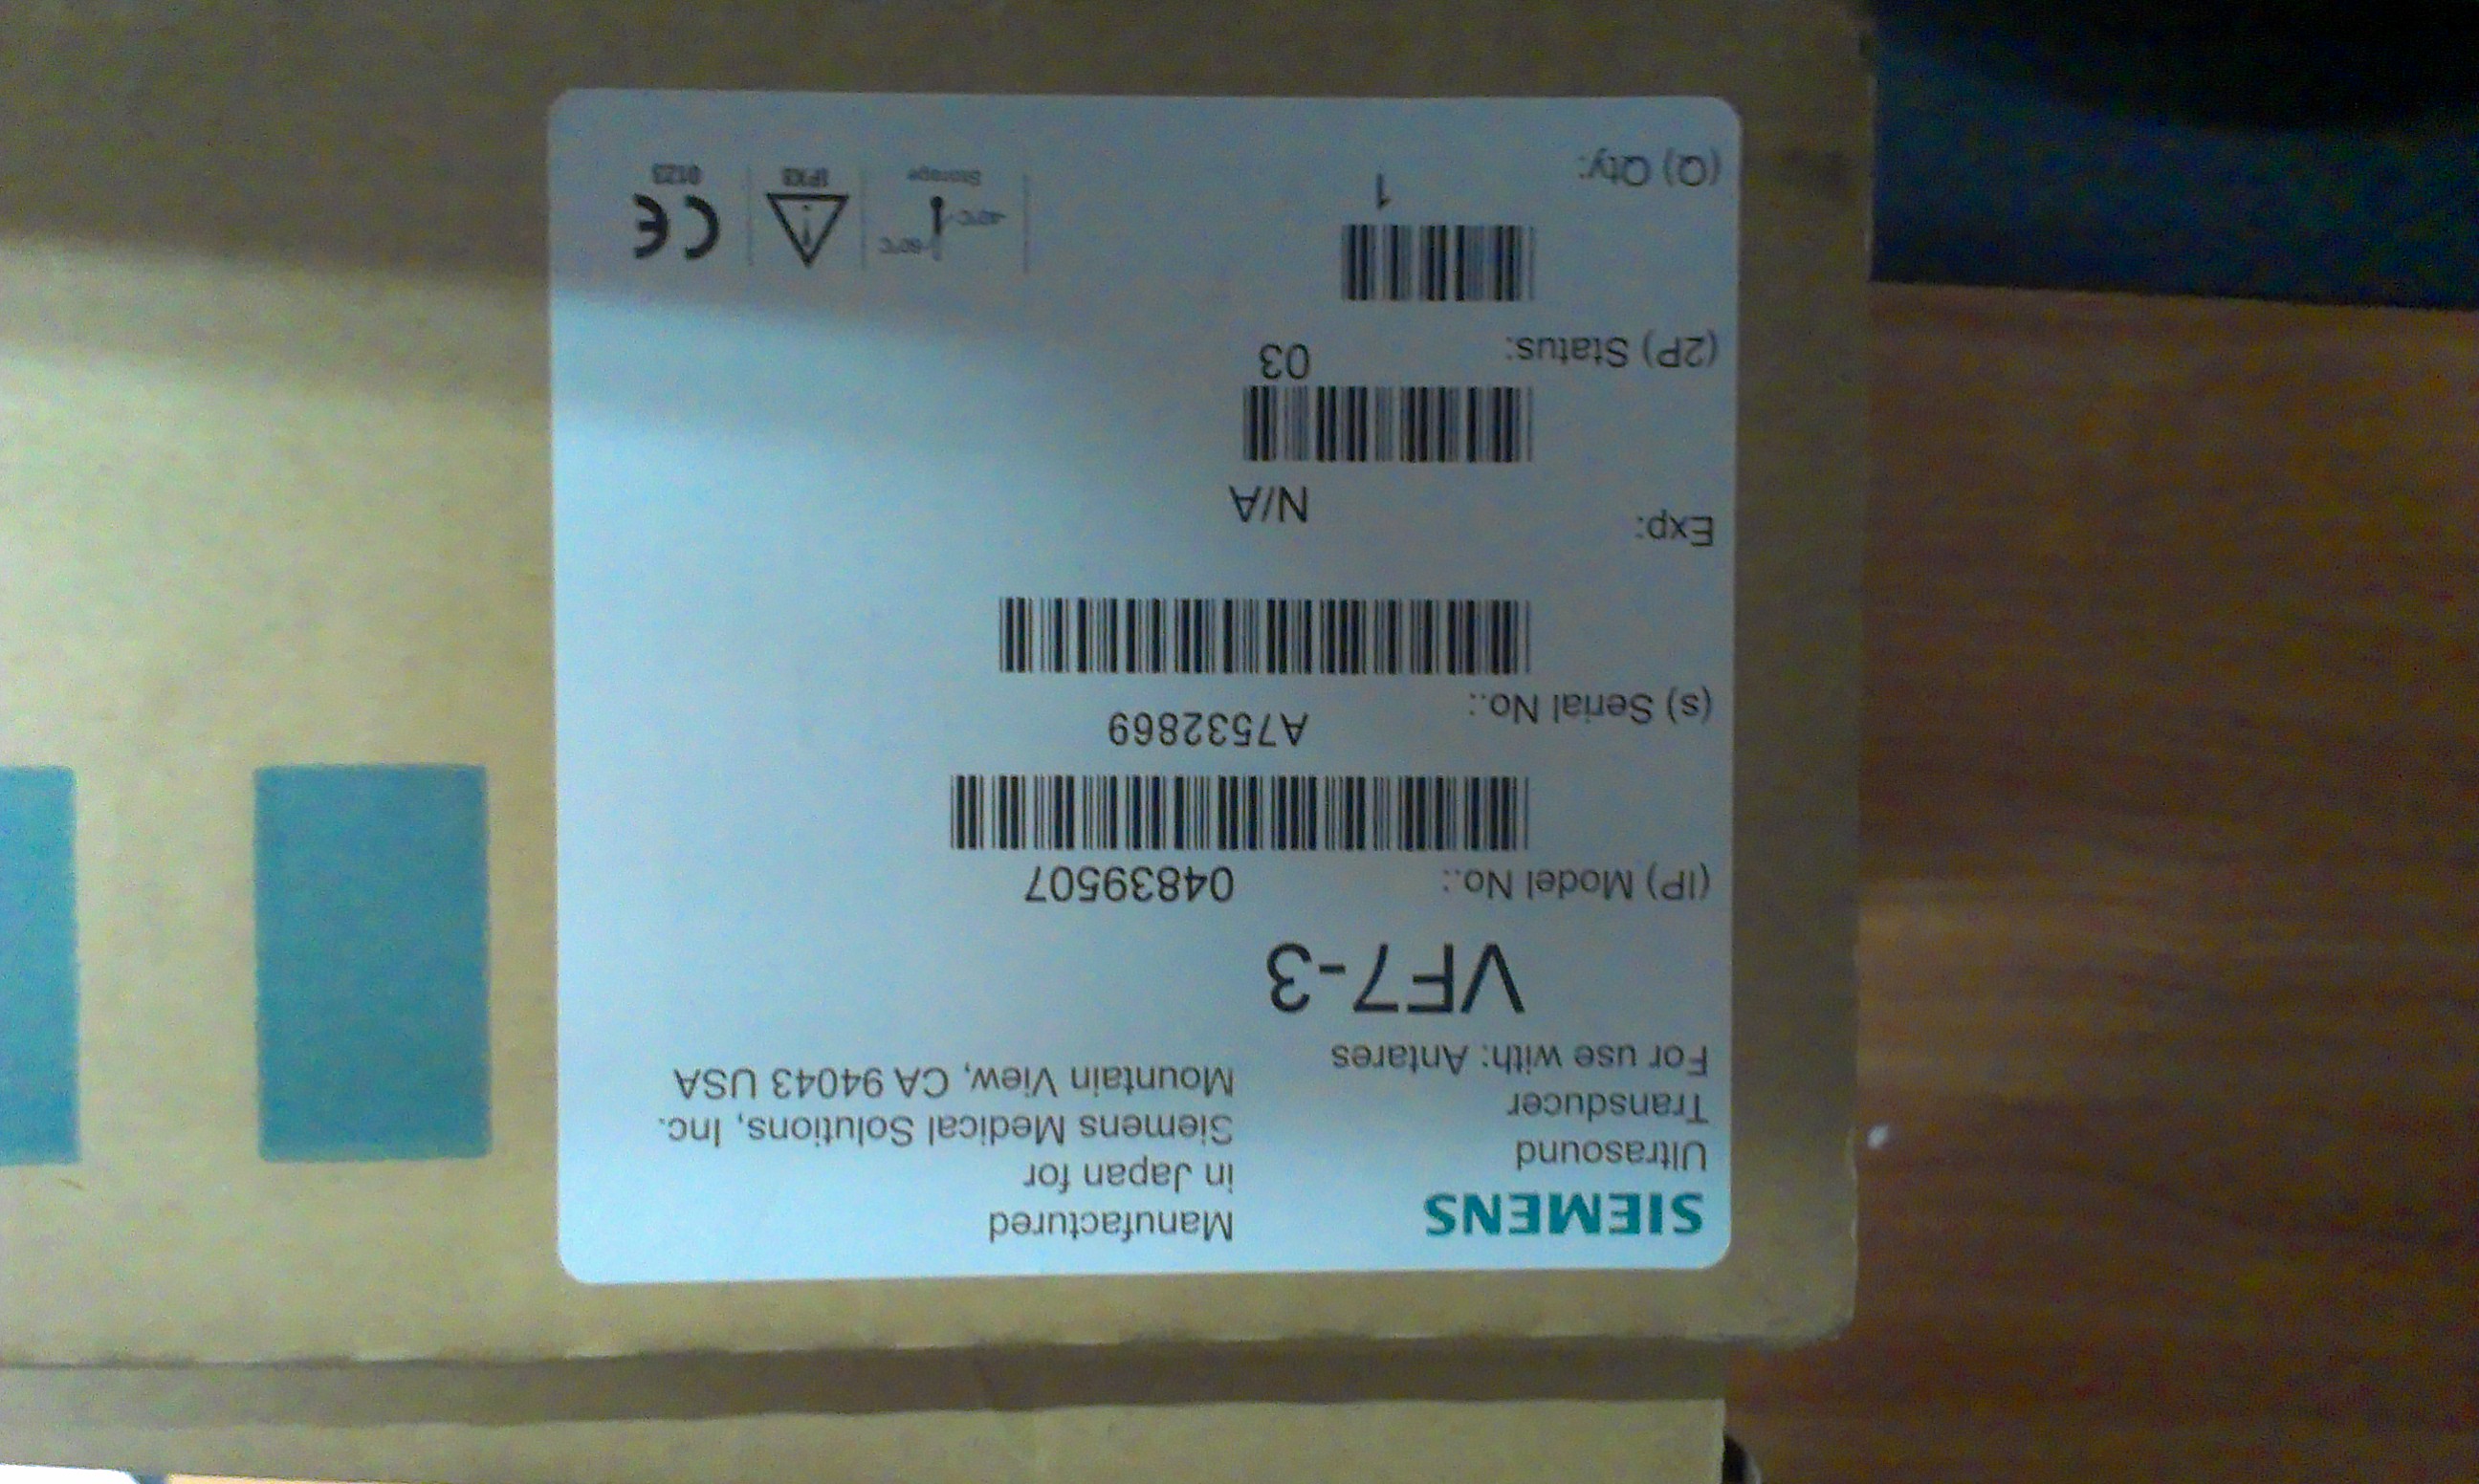 SIEMENS
Ultrasound
Transducer
For use with: Antares
Manufactured
in Japan for
Siemens Medical Solutions, Inc.
Mountain View, CA 94043 USA
VF7-3
(IP) Model No.: 04839507
(s) Serial No.: A7532869
Exp: N/A
(2P) Status: 03
(Q) Qty: 1
-40°C
60°C
Storage
IPX8
CE
0123